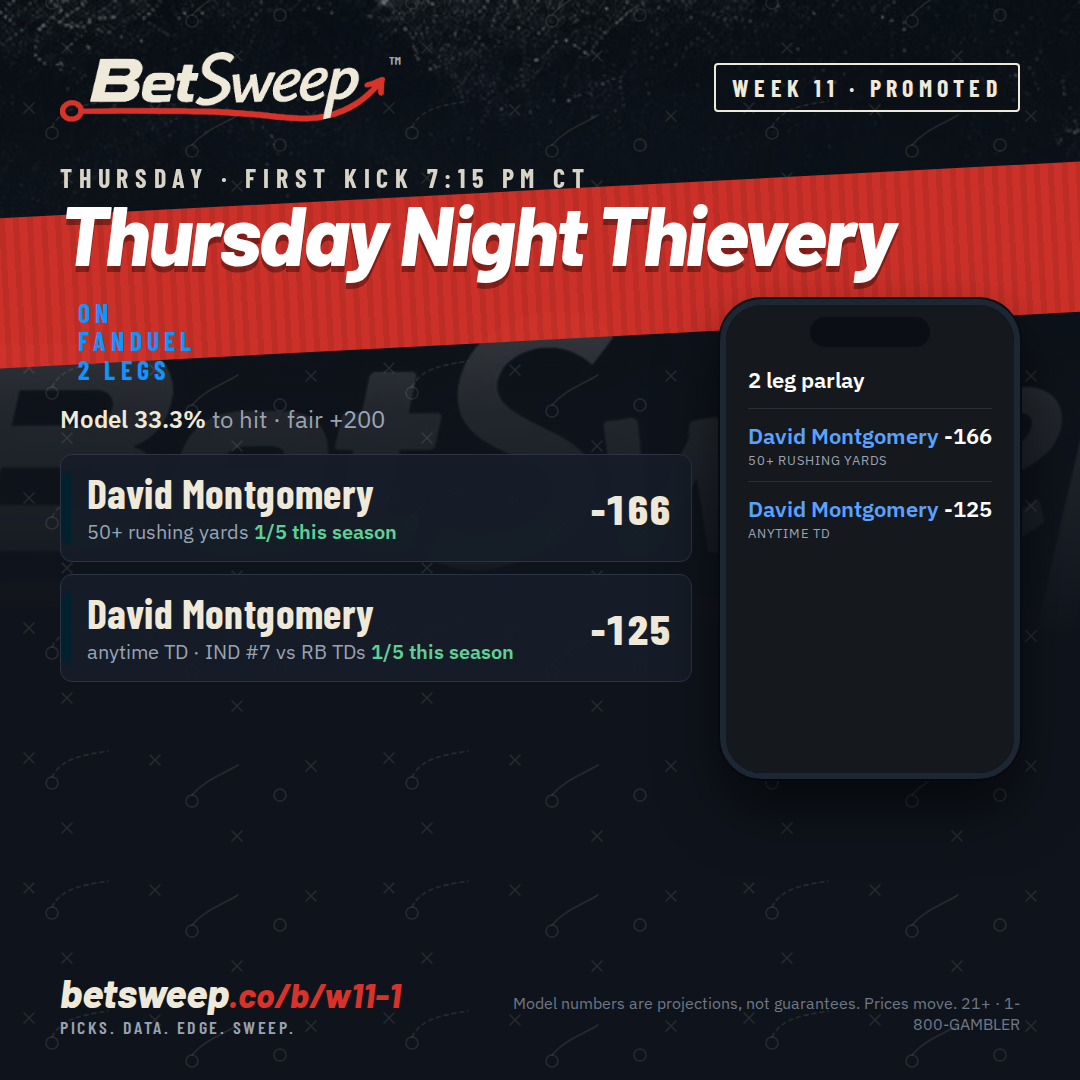 BetSweep™
WEEK 11 · PROMOTED
THURSDAY · FIRST KICK 7:15 PM CT
Thursday Night Thievery
ON
FANDUEL
2 LEGS
Model 33.3% to hit · fair +200
David Montgomery
50+ rushing yards 1/5 this season
-166
David Montgomery
anytime TD · IND #7 vs RB TDs 1/5 this season
-125
2 leg parlay
David Montgomery -166
50+ RUSHING YARDS
David Montgomery -125
ANYTIME TD
betsweep.co/b/w11-1
PICKS. DATA. EDGE. SWEEP.
Model numbers are projections, not guarantees. Prices move. 21+ · 1-
800-GAMBLER